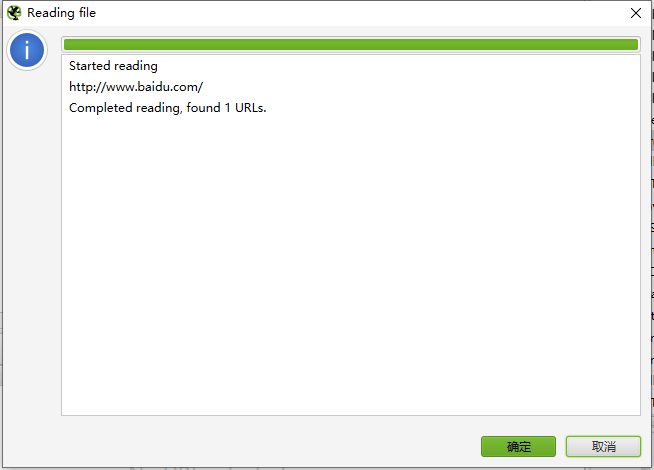 Reading file
Started reading
http://www.baidu.com/
Completed reading, found 1 URLs.
确定
取消